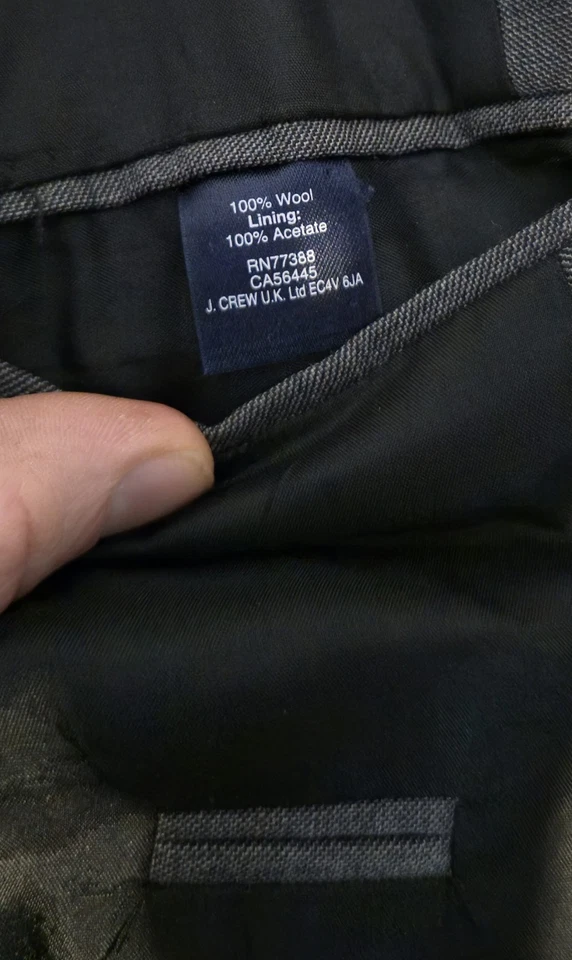 100% Wool
Lining:
100% Acetate
RN77388
CA56445
J. CREW U.K. Ltd EC4V 6JA